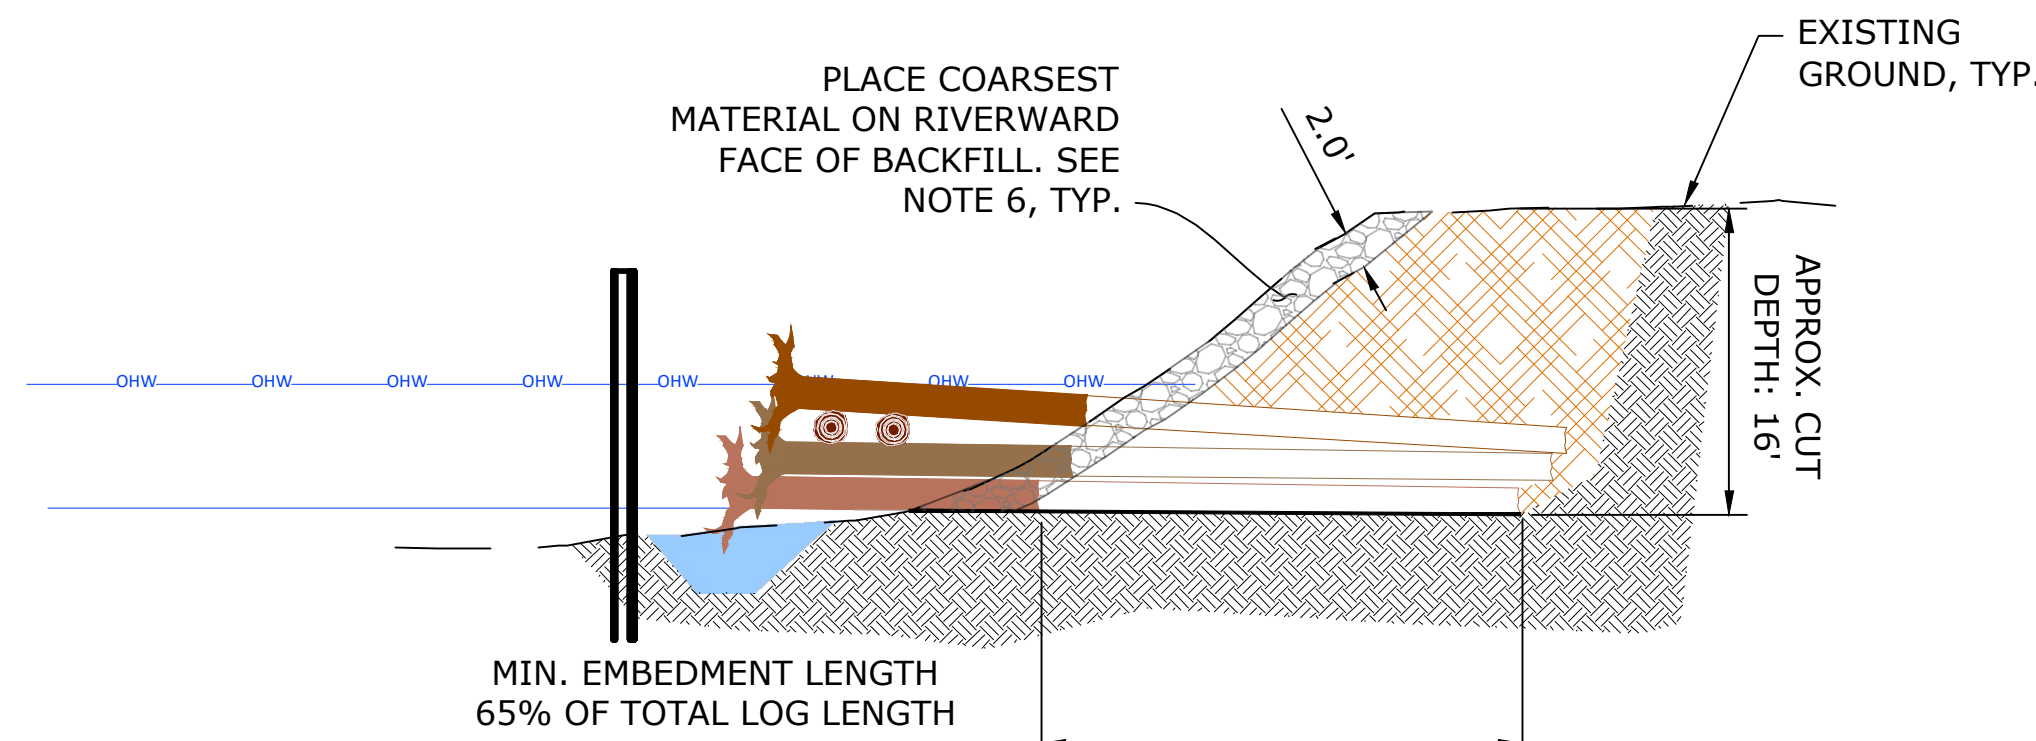 EXISTING
GROUND, TYP.
PLACE COARSEST
MATERIAL ON RIVERWARD
FACE OF BACKFILL. SEE
NOTE 6, TYP.
2.0'
APPROX. CUT
DEPTH: 16'
OHW OHW OHW OHW OHW OHW OHW
MIN. EMBEDMENT LENGTH
65% OF TOTAL LOG LENGTH